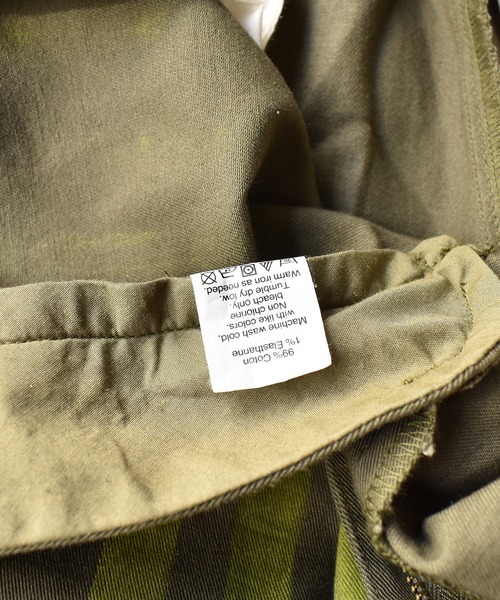 99% Cotton
1% Elasthanne
Machine wash cold,
with like colors.
Non chlorine
bleach only.
Tumble dry low.
Warm iron as needed.